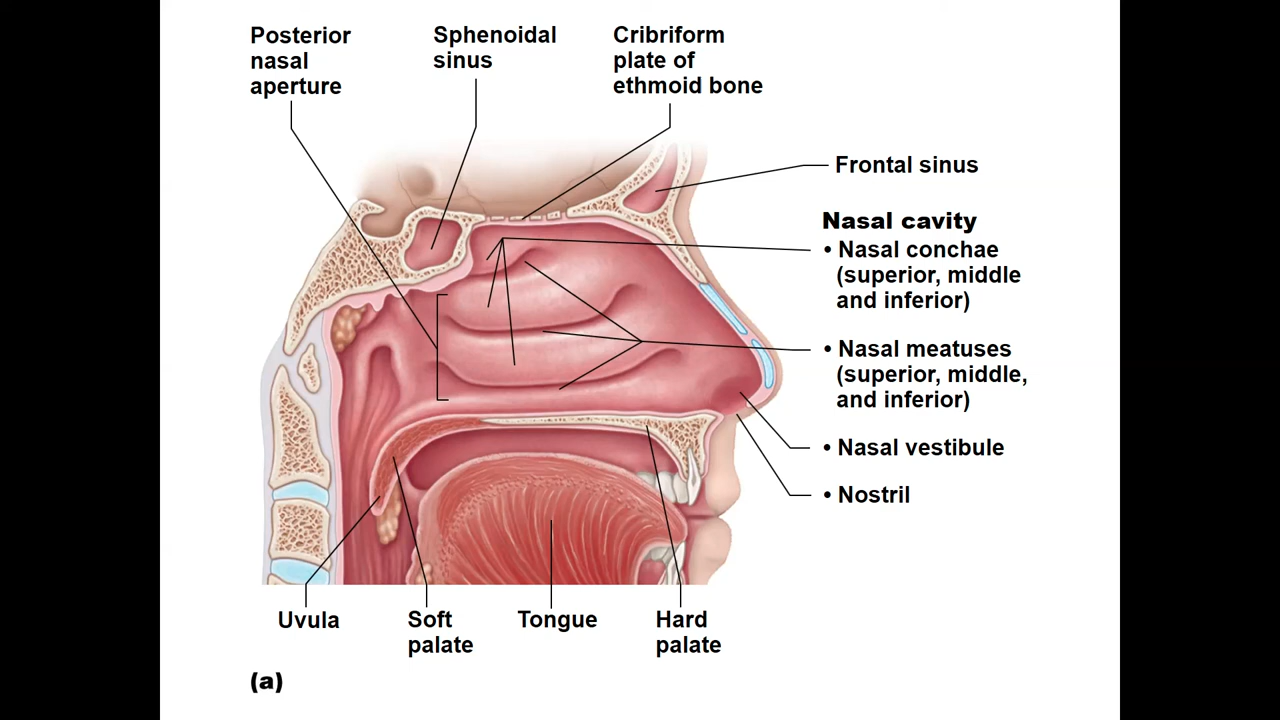 Posterior
nasal
aperture
Sphenoidal
sinus
Cribriform
plate of
ethmoid bone
Frontal sinus
Nasal cavity
• Nasal conchae
(superior, middle
and inferior)
• Nasal meatuses
(superior, middle,
and inferior)
• Nasal vestibule
• Nostril
Uvula
Soft
palate
Tongue
Hard
palate
(a)